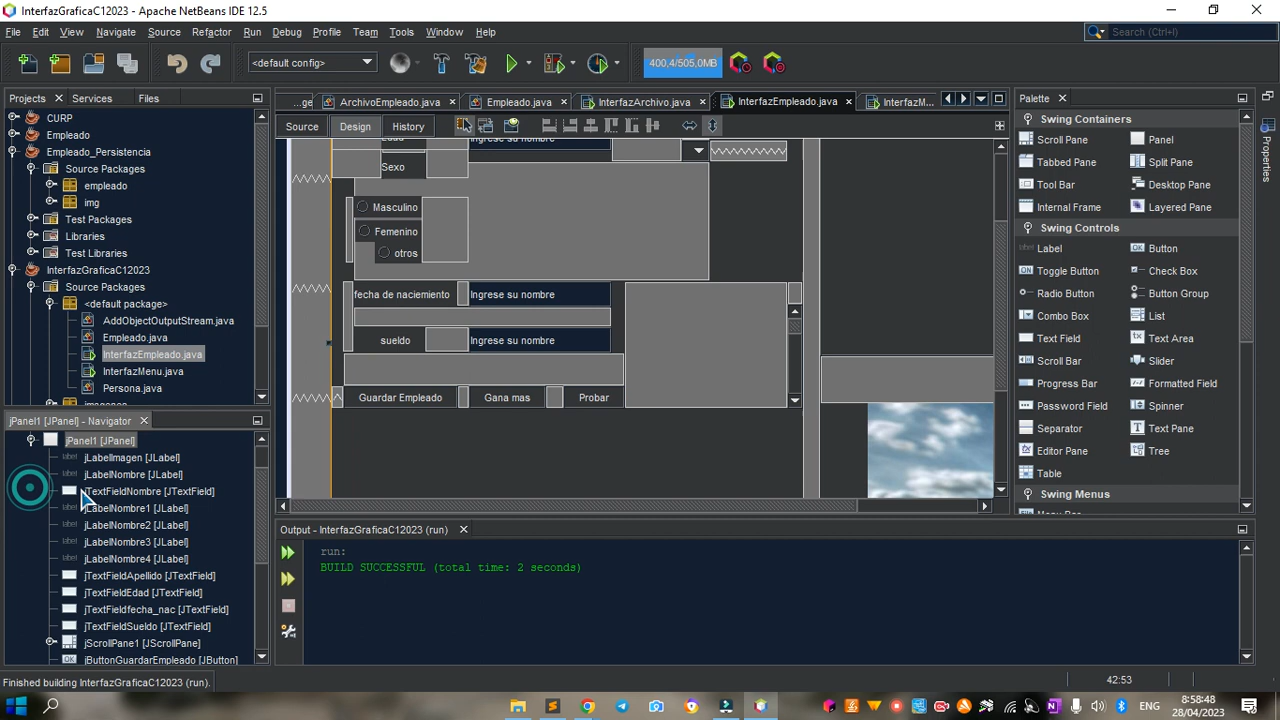 InterfazGraficaC12023 - Apache NetBeans IDE 12.5
File Edit View Navigate Source Refactor Run Debug Profile Team Tools Window Help
Search (Ctrl+I)
<default config>
400,4/505,0MB
Projects Services Files
...ge ArchivoEmpleado.java Empleado.java InterfazArchivo.java InterfazEmpleado.java InterfazM...
Palette
Source Design History
CURP
Empleado
Empleado_Persistencia
Source Packages
empleado
img
Test Packages
Libraries
Test Libraries
InterfazGraficaC12023
Source Packages
<default package>
AddObjectOutputStream.java
Empleado.java
InterfazEmpleado.java
InterfazMenu.java
Persona.java
Ingrese su nombre
Sexo
Masculino
Femenino
otros
fecha de naciemiento Ingrese su nombre
sueldo Ingrese su nombre
Guardar Empleado Gana mas Probar
Swing Containers
Scroll Pane Panel
Tabbed Pane Split Pane
Tool Bar Desktop Pane
Internal Frame Layered Pane
Swing Controls
Label Button
Toggle Button Check Box
Radio Button Button Group
Combo Box List
Text Field Text Area
Scroll Bar Slider
Progress Bar Formatted Field
Password Field Spinner
Separator Text Pane
Editor Pane Tree
Table
Swing Menus
Properties
jPanel1 [JPanel] - Navigator
jPanel1 [JPanel]
jLabelImagen [JLabel]
jLabelNombre [JLabel]
jTextFieldNombre [JTextField]
jLabelNombre1 [JLabel]
jLabelNombre2 [JLabel]
jLabelNombre3 [JLabel]
jLabelNombre4 [JLabel]
jTextFieldApellido [JTextField]
jTextFieldEdad [JTextField]
jTextFieldfecha_nac [JTextField]
jTextFieldSueldo [JTextField]
jScrollPane1 [JScrollPane]
jButtonGuardarEmpleado [JButton]
Output - InterfazGraficaC12023 (run)
run:
BUILD SUCCESSFUL (total time: 2 seconds)
Finished building InterfazGraficaC12023 (run).
42:53
8:58:48
28/04/2023